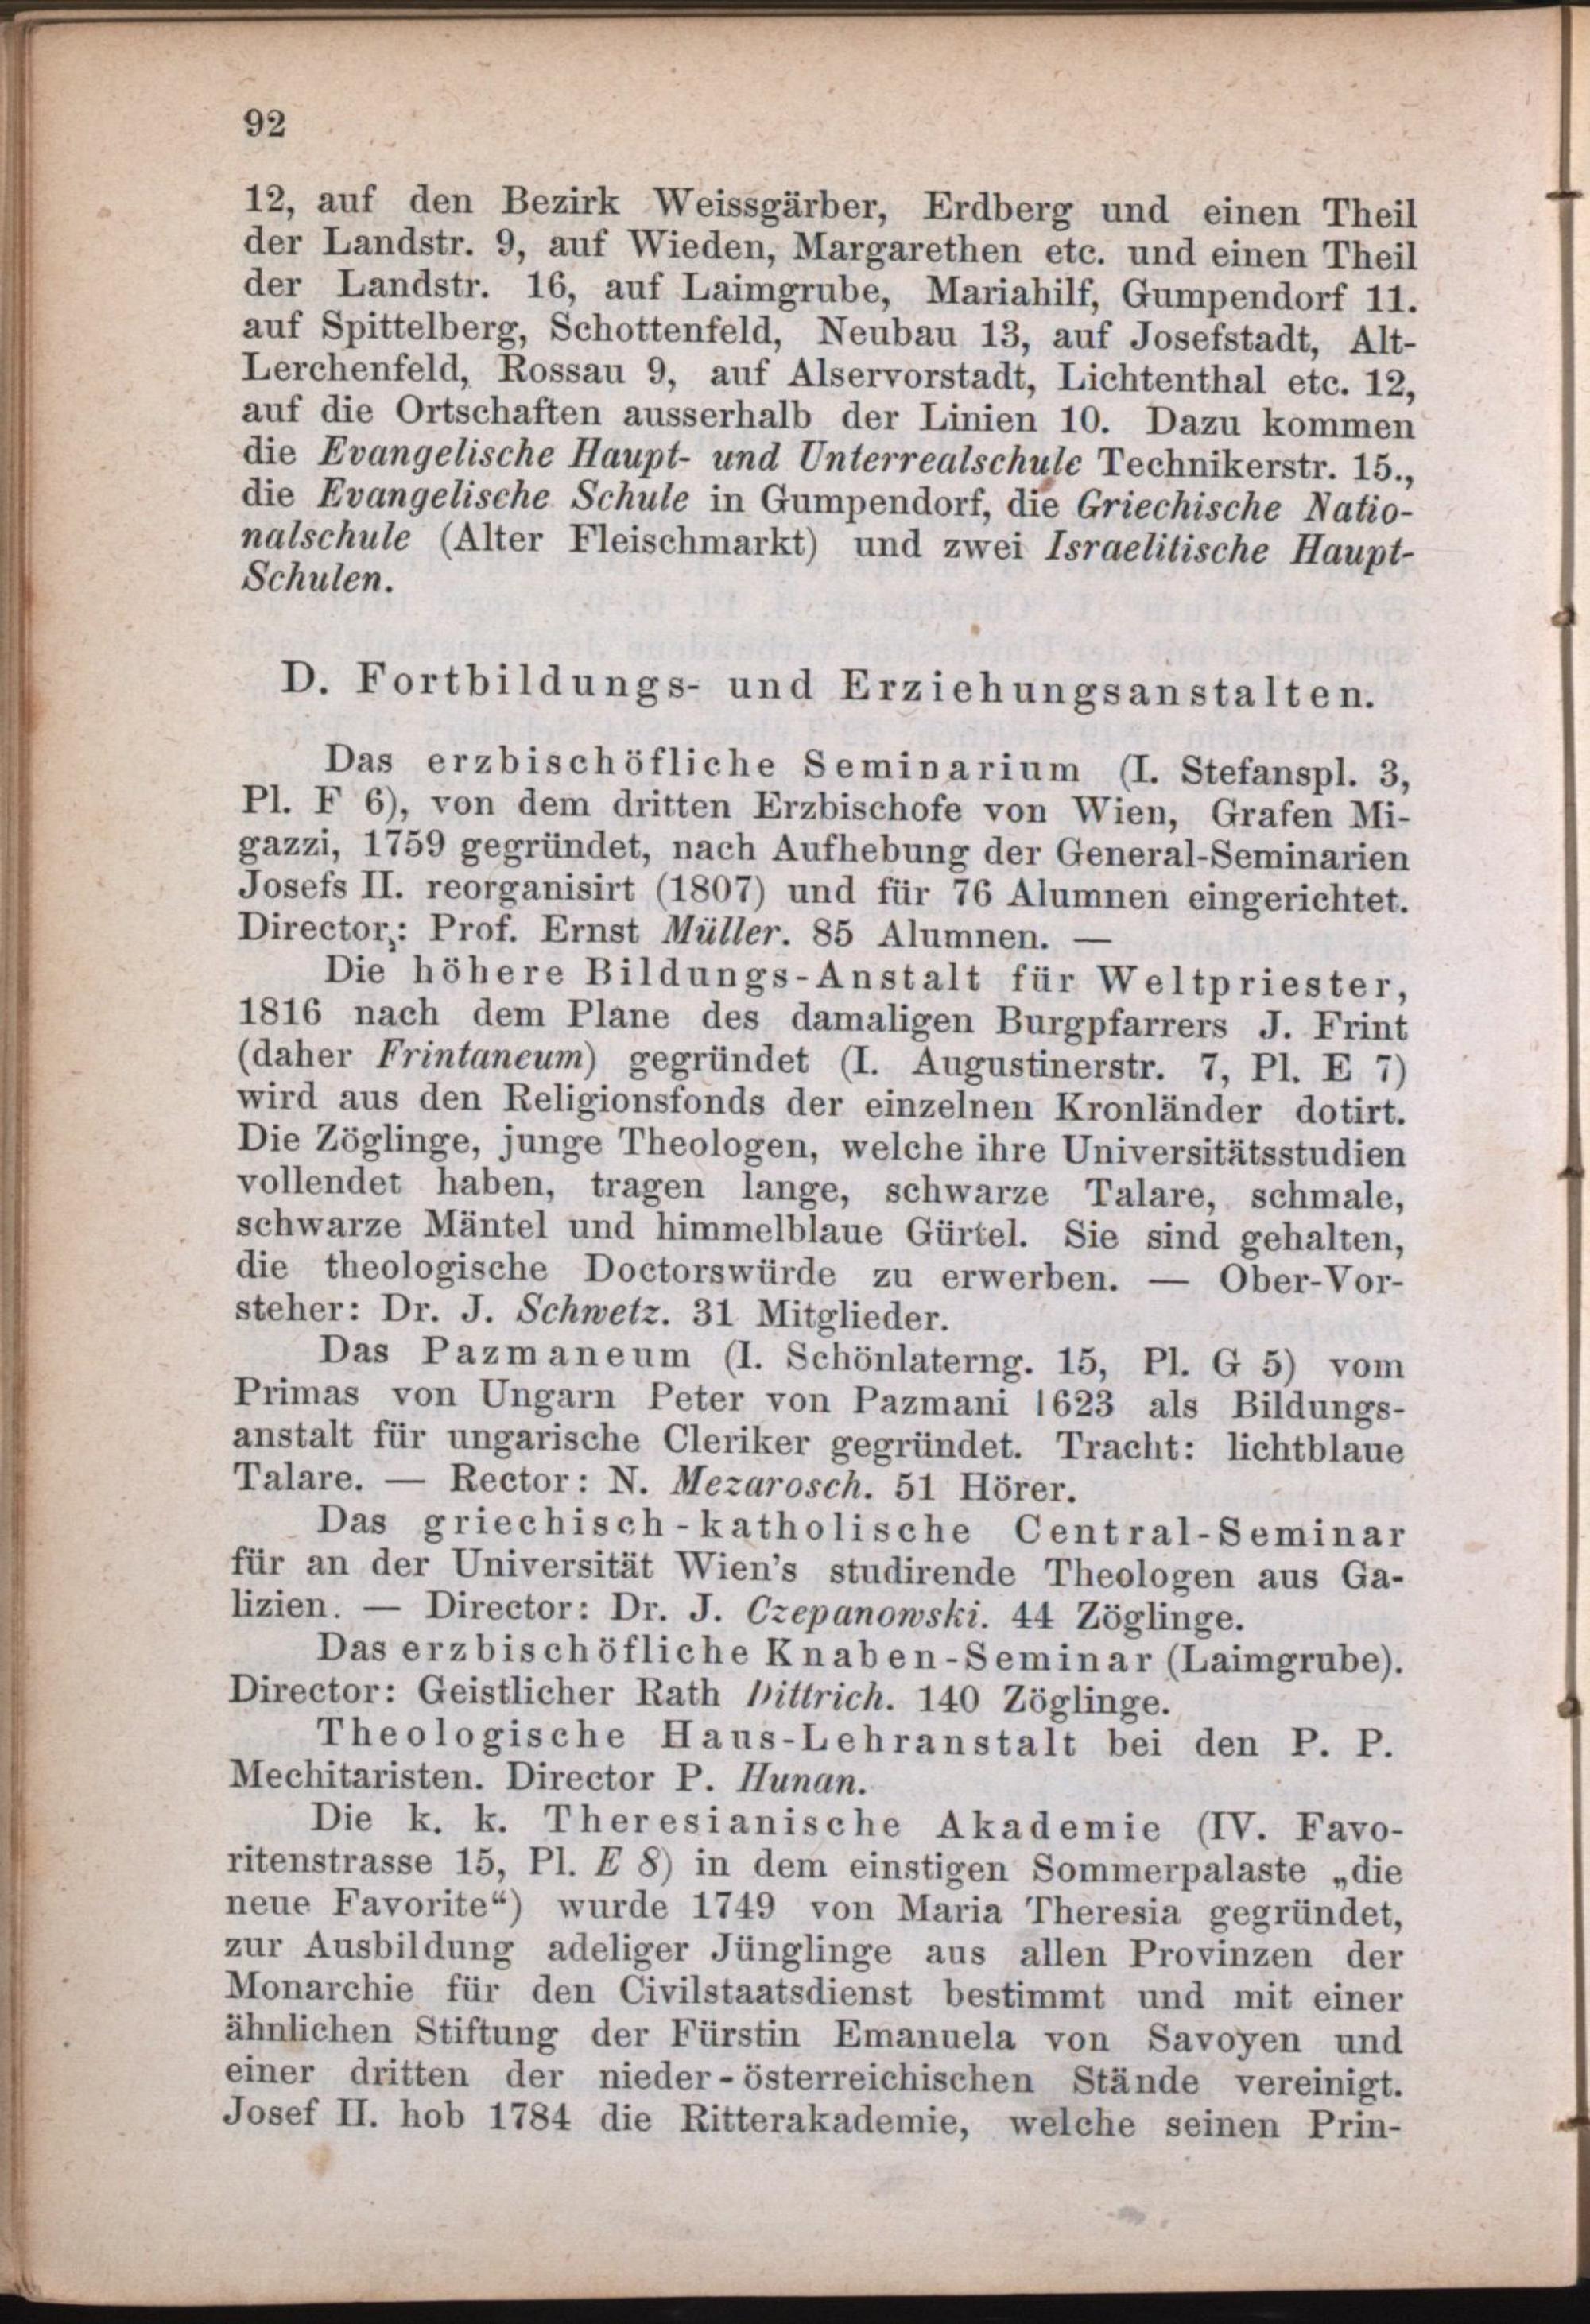 92
12, auf den Bezirk Weissgärber, Erdberg und einen Theil
der Landstr. 9, auf Wieden, Margarethen etc. und einen Theil
der Landstr. 16, auf Laimgrube, Mariahilf, Gumpendorf 11.
auf Spittelberg, Schottenfeld, Neubau 13, auf Josefstadt, Alt-
Lerchenfeld, Rossau 9, auf Alservorstadt, Lichtenthal etc. 12,
auf die Ortschaften ausserhalb der Linien 10. Dazu kommen
die Evangelische Haupt- und Unterrealschule Technikerstr. 15.,
die Evangelische Schule in Gumpendorf, die Griechische Natio-
nalschule (Alter Fleischmarkt) und zwei Israelitische Haupt-
Schulen.
D. Fortbildungs- und Erziehungsanstalten.
Das erzbischöfliche Seminarium (I. Stefanspl. 3,
Pl. F 6), von dem dritten Erzbischofe von Wien, Grafen Mi-
gazzi, 1759 gegründet, nach Aufhebung der General-Seminarien
Josefs II. reorganisirt (1807) und für 76 Alumnen eingerichtet.
Director,: Prof. Ernst Müller. 85 Alumnen. —
Die höhere Bildungs-Anstalt für Weltpriester,
1816 nach dem Plane des damaligen Burgpfarrers J. Frint
(daher Frintaneum) gegründet (I. Augustinerstr. 7, Pl. E 7)
wird aus den Religionsfonds der einzelnen Kronländer dotirt.
Die Zöglinge, junge Theologen, welche ihre Universitätsstudien
vollendet haben, tragen lange, schwarze Talare, schmale,
schwarze Mäntel und himmelblaue Gürtel. Sie sind gehalten,
die theologische Doctorswürde zu erwerben. — Ober-Vor-
steher: Dr. J. Schwetz. 31 Mitglieder.
Das Pazmaneum (I. Schönlaterng. 15, Pl. G 5) vom
Primas von Ungarn Peter von Pazmani 1623 als Bildungs-
anstalt für ungarische Cleriker gegründet. Tracht: lichtblaue
Talare. — Rector: N. Mezarosch. 51 Hörer.
Das griechisch-katholische Central-Seminar
für an der Universität Wien's studirende Theologen aus Ga-
lizien. — Director: Dr. J. Czepanowski. 44 Zöglinge.
Das erzbischöfliche Knaben-Seminar (Laimgrube).
Director: Geistlicher Rath Dittrich. 140 Zöglinge.
Theologische Haus-Lehranstalt bei den P. P.
Mechitaristen. Director P. Hunan.
Die k. k. Theresianische Akademie (IV. Favo-
ritenstrasse 15, Pl. E 8) in dem einstigen Sommerpalaste „die
neue Favorite“) wurde 1749 von Maria Theresia gegründet,
zur Ausbildung adeliger Jünglinge aus allen Provinzen der
Monarchie für den Civilstaatsdienst bestimmt und mit einer
ähnlichen Stiftung der Fürstin Emanuela von Savoyen und
einer dritten der nieder-österreichischen Stände vereinigt.
Josef II. hob 1784 die Ritterakademie, welche seinen Prin-